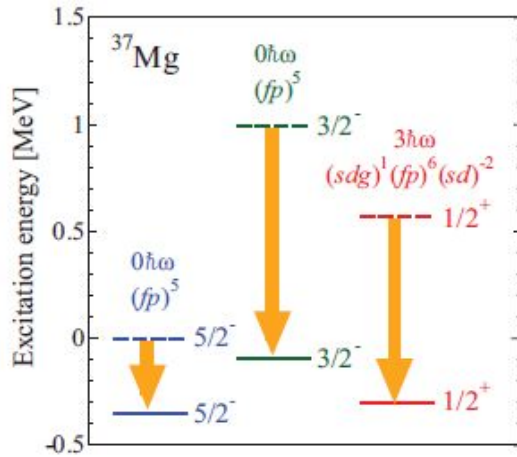 Excitation energy [MeV]
1.5
1
0.5
0
-0.5
³⁷Mg
0ħω
(fp)⁵
5/2⁻
5/2⁻
0ħω
(fp)⁵
3/2⁻
3/2⁻
3ħω
(sdg)¹(fp)⁶(sd)⁻²
1/2⁺
1/2⁺